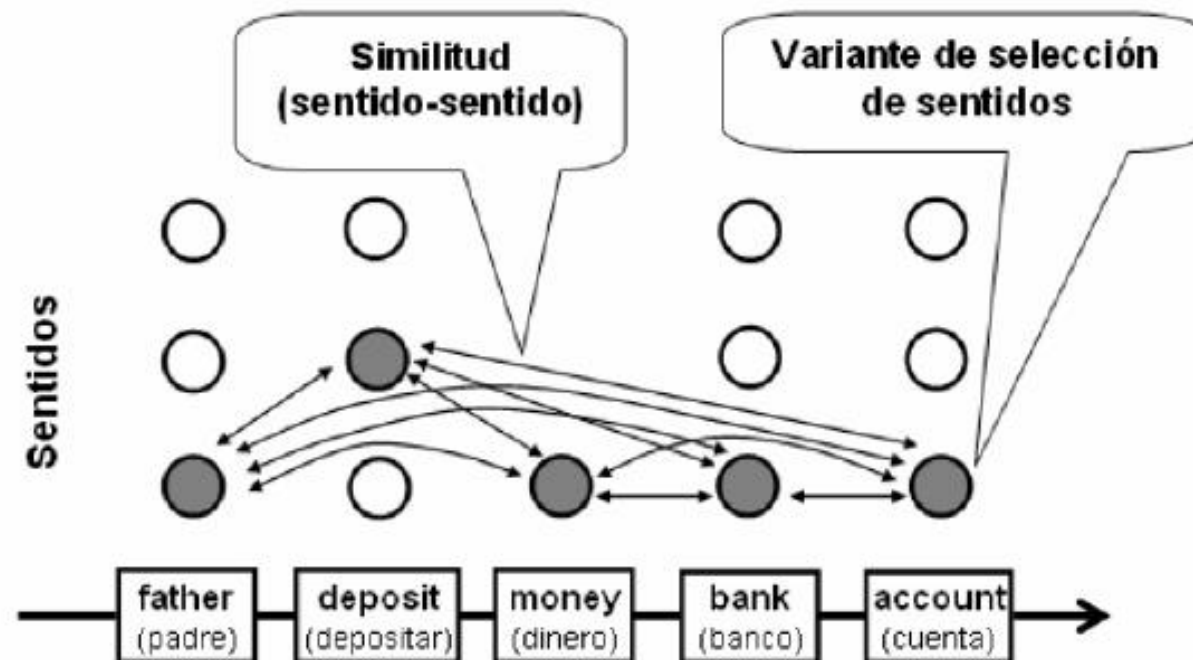 Similitud
(sentido-sentido)
Variante de selección
de sentidos
Sentidos
father
(padre)
deposit
(depositar)
money
(dinero)
bank
(banco)
account
(cuenta)